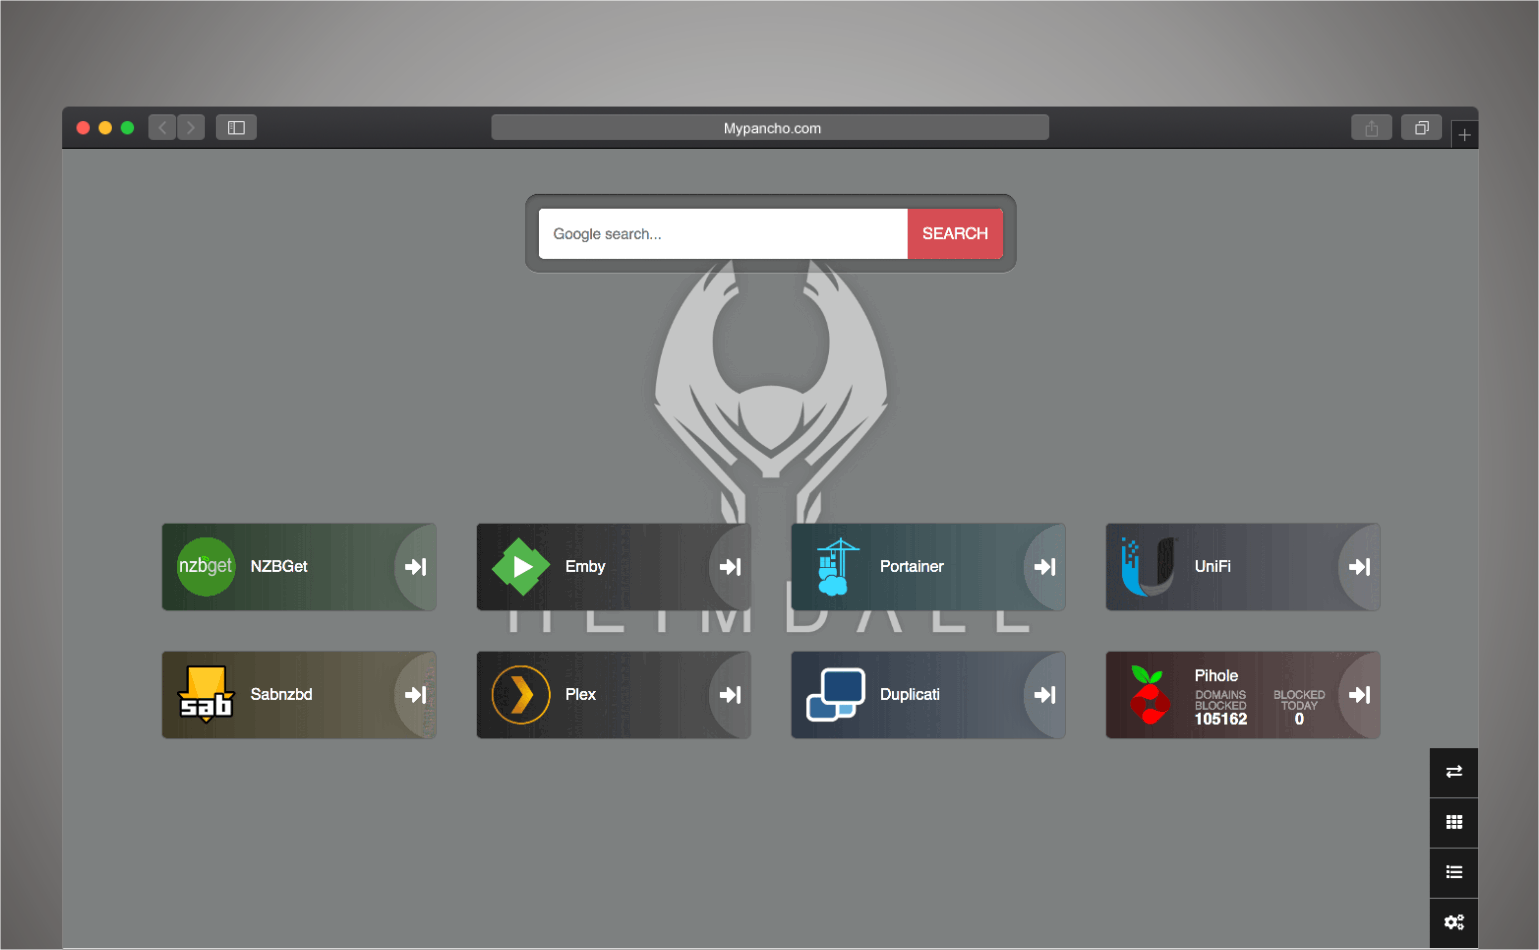 Mypancho.com
Google search...
SEARCH
nzbget
NZBGet
Emby
Portainer
UniFi
HEIMDALL
sab
Sabnzbd
Plex
Duplicati
Pihole
DOMAINS
BLOCKED
105162
BLOCKED
TODAY
0